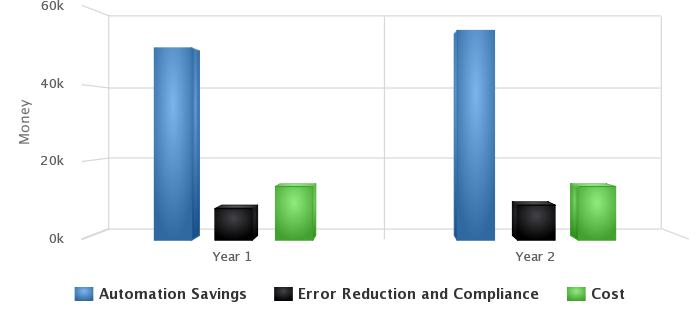 60k
40k
20k
0k
Money
Year 1
Year 2
Automation Savings
Error Reduction and Compliance
Cost